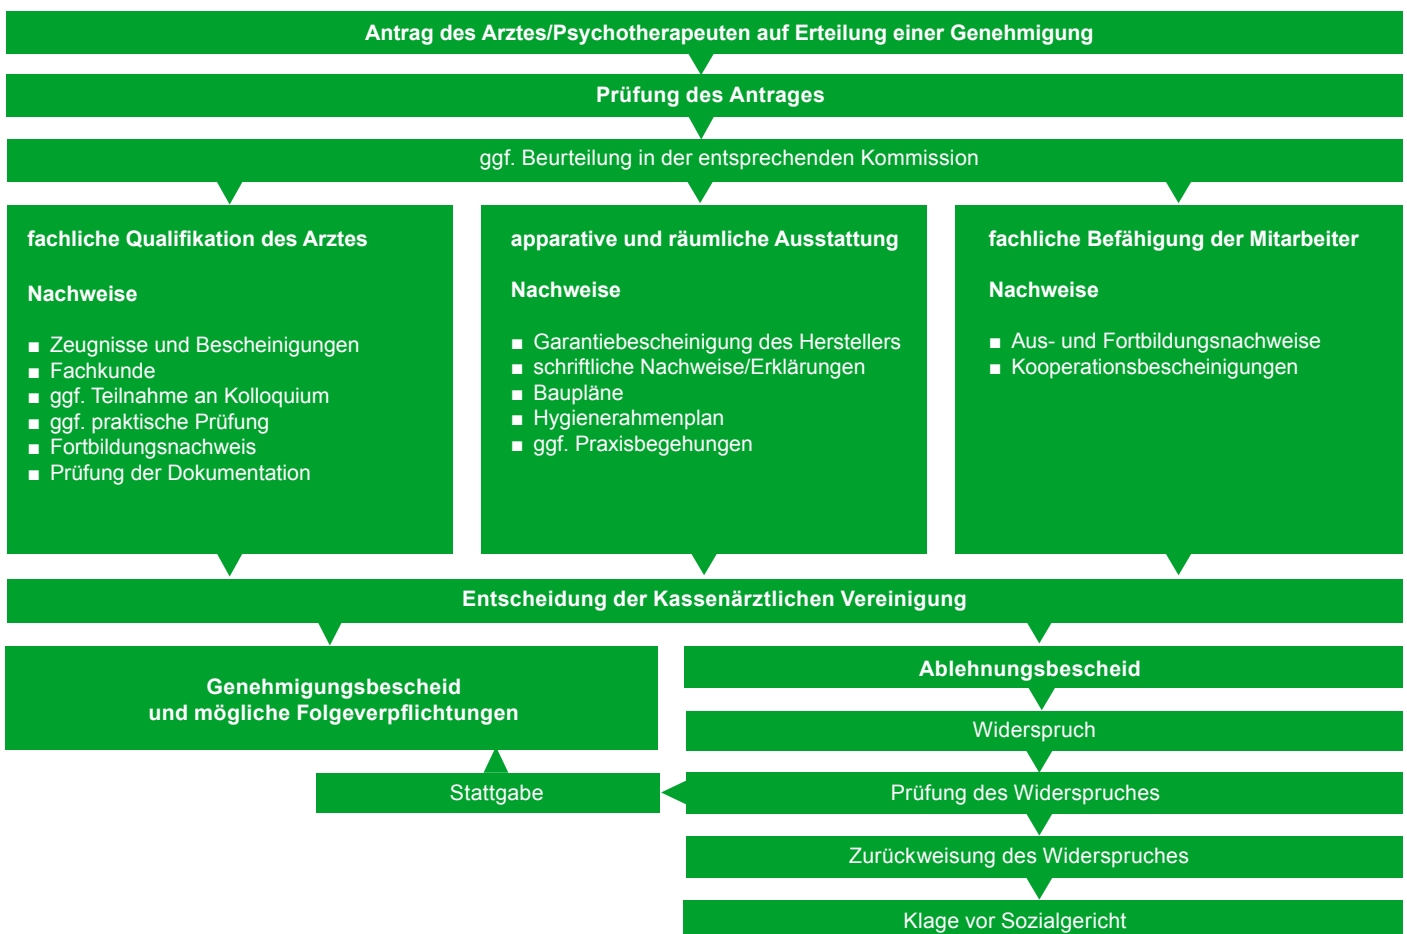 Antrag des Arztes/Psychotherapeuten auf Erteilung einer Genehmigung
Prüfung des Antrages
ggf. Beurteilung in der entsprechenden Kommission
fachliche Qualifikation des Arztes
Nachweise
■ Zeugnisse und Bescheinigungen
■ Fachkunde
■ ggf. Teilnahme an Kolloquium
■ ggf. praktische Prüfung
■ Fortbildungsnachweis
■ Prüfung der Dokumentation
apparative und räumliche Ausstattung
Nachweise
■ Garantiebescheinigung des Herstellers
■ schriftliche Nachweise/Erklärungen
■ Baupläne
■ Hygienerahmenplan
■ ggf. Praxisbegehungen
fachliche Befähigung der Mitarbeiter
Nachweise
■ Aus- und Fortbildungsnachweise
■ Kooperationsbescheinigungen
Entscheidung der Kassenärztlichen Vereinigung
Genehmigungsbescheid
und mögliche Folgeverpflichtungen
Ablehnungsbescheid
Widerspruch
Stattgabe
Prüfung des Widerspruches
Zurückweisung des Widerspruches
Klage vor Sozialgericht